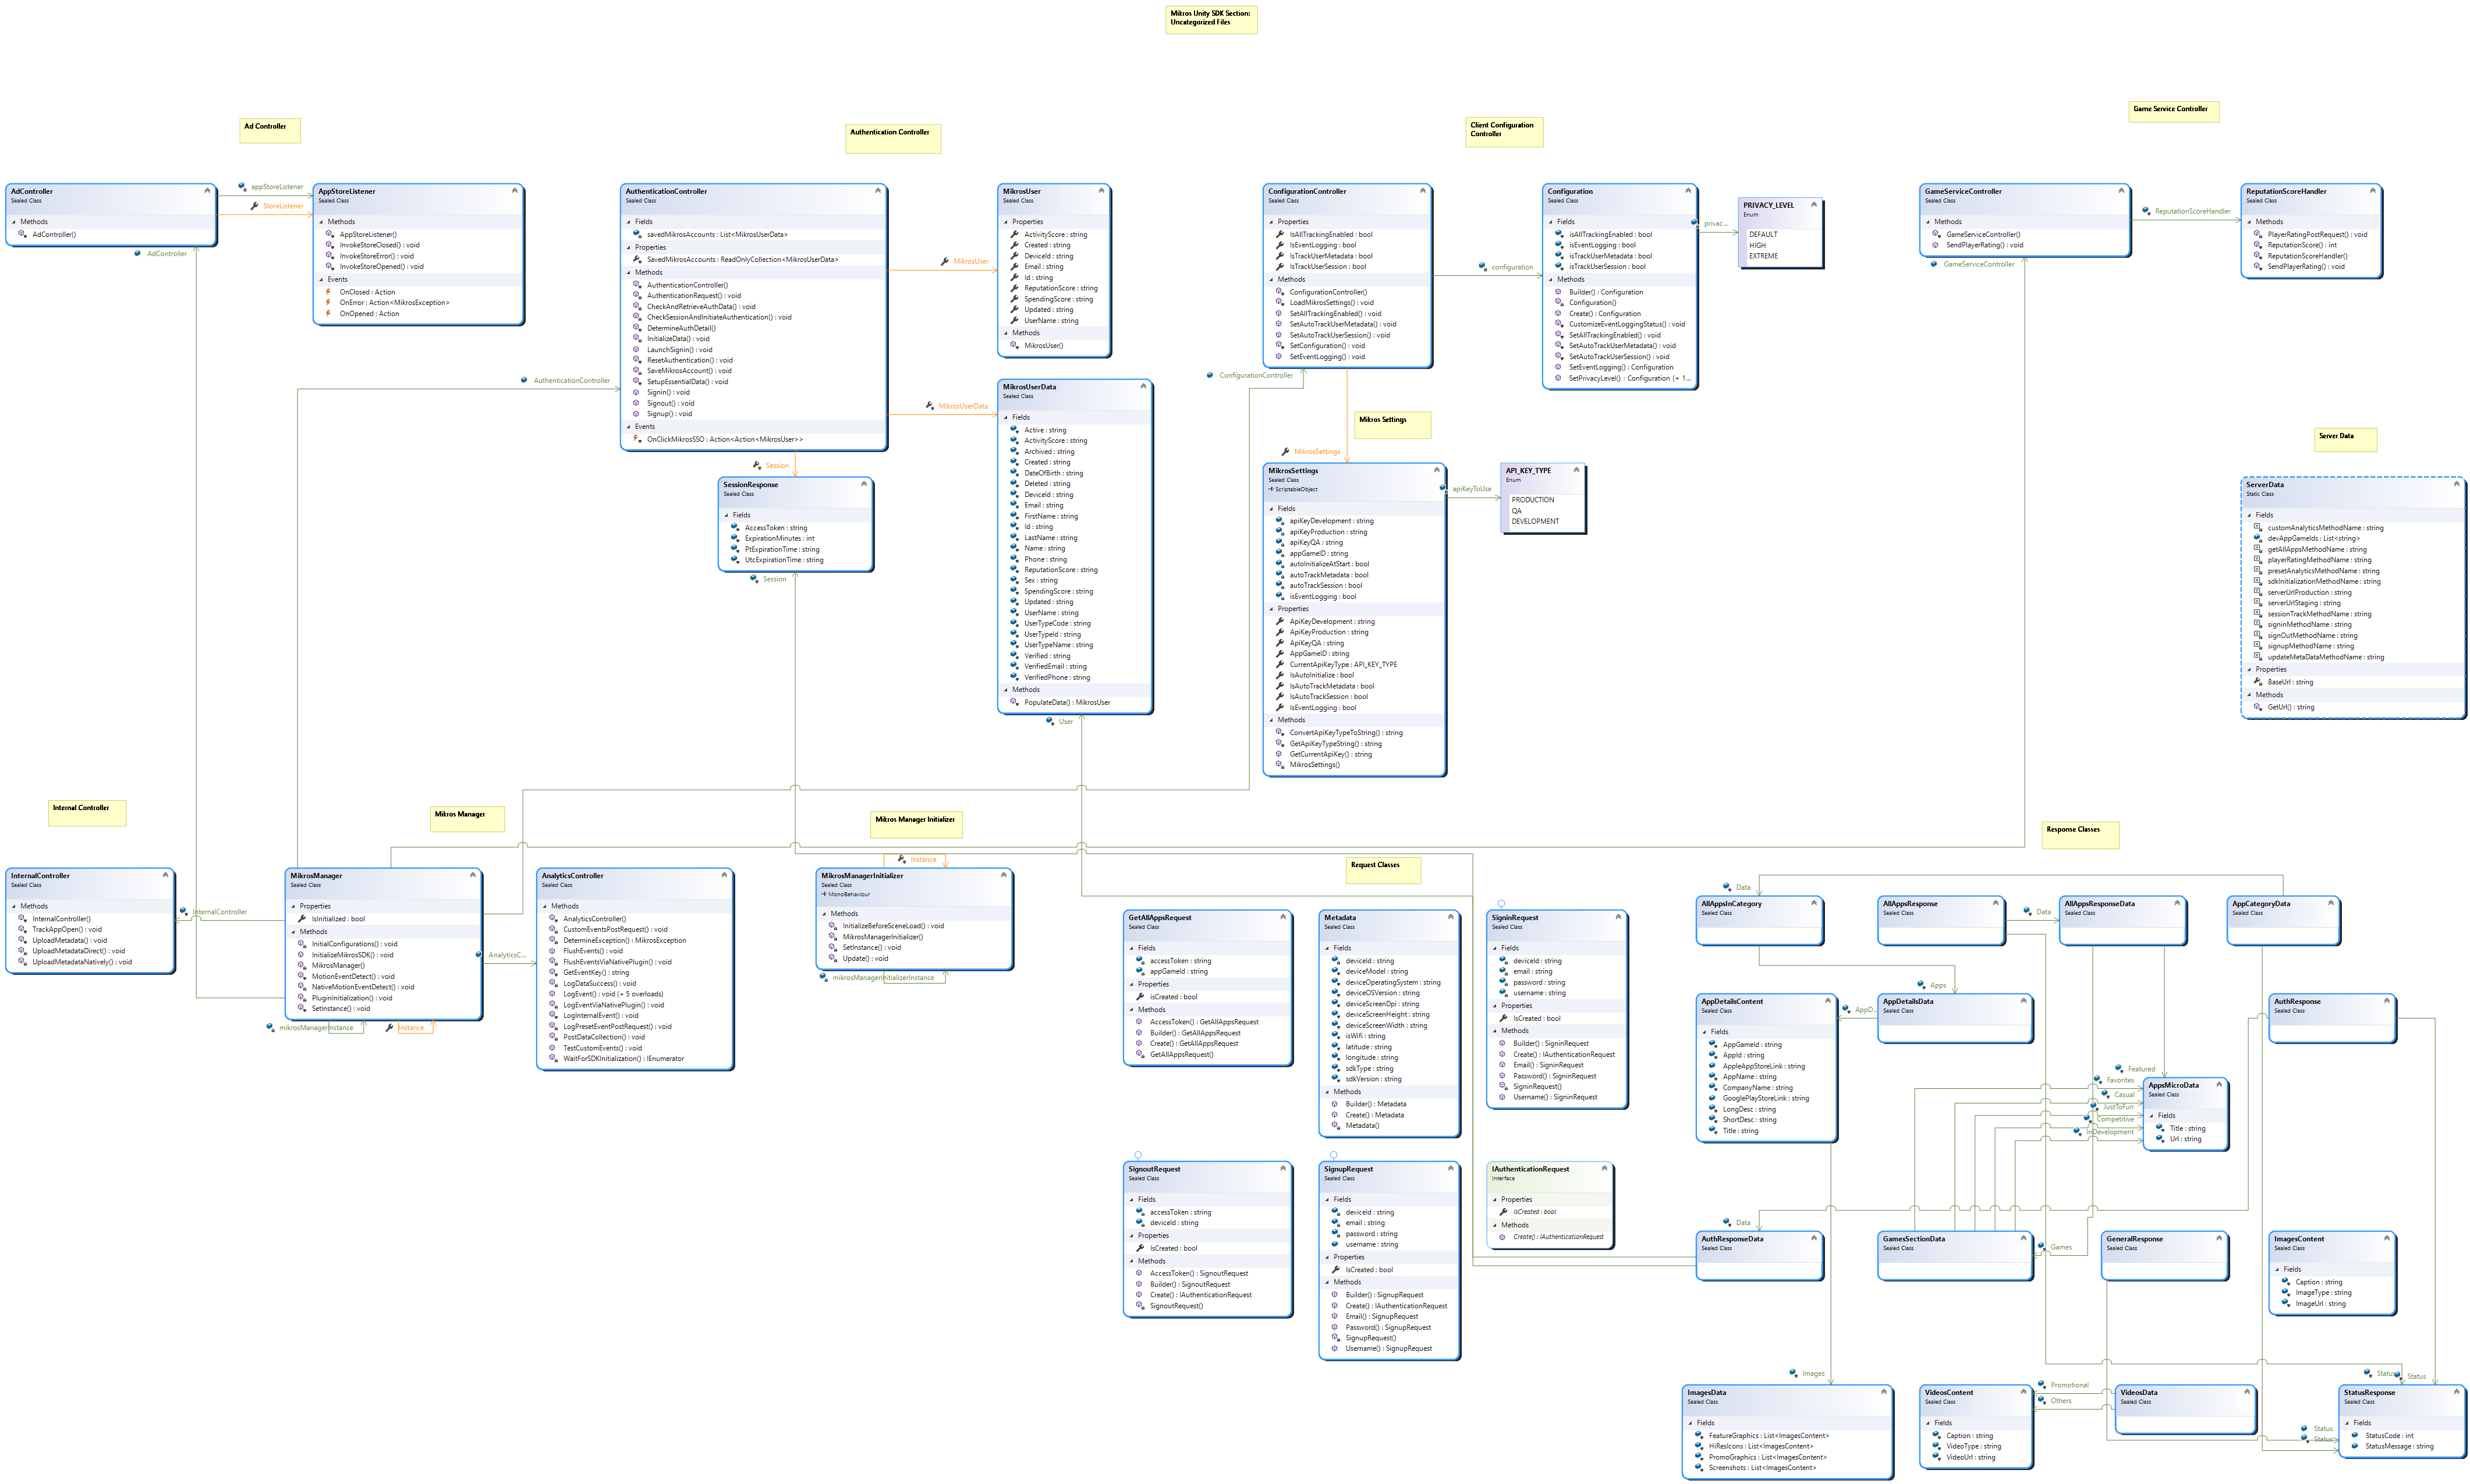 Mikros Unity SDK Section:
Uncategorized Files
Ad Controller
Authentication Controller
Client Configuration
Controller
Game Service Controller
AdController
Sealed Class
Methods
AdController()
appStoreListener
StoreListener
AdController
AppStoreListener
Sealed Class
Methods
AppStoreListener()
InvokeStoreClosed() : void
InvokeStoreError() : void
InvokeStoreOpened() : void
Events
OnClosed : Action
OnError : Action<MikrosException>
OnOpened : Action
AuthenticationController
Sealed Class
Fields
savedMikrosAccounts : List<MikrosUserData>
Properties
SavedMikrosAccounts : ReadOnlyCollection<MikrosUserData>
Methods
AuthenticationController()
AuthenticationRequest() : void
CheckAndRetrieveAuthData() : void
CheckSessionAndInitiateAuthentication() : void
DetermineAuthDetail()
InitializeData() : void
LaunchSignin() : void
ResetAuthentication() : void
SaveMikrosAccount() : void
SetupEssentialData() : void
Signin() : void
Signout() : void
Signup() : void
Events
OnClickMikrosSSO : Action<Action<MikrosUser>>
AuthenticationController
MikrosUser
MikrosUserData
Session
MikrosUser
Sealed Class
Properties
ActivityScore : string
Created : string
DeviceId : string
Email : string
Id : string
ReputationScore : string
SpendingScore : string
Updated : string
UserName : string
Methods
MikrosUser()
MikrosUserData
Sealed Class
Fields
Active : string
ActivityScore : string
Archived : string
Created : string
DateOfBirth : string
Deleted : string
DeviceId : string
Email : string
FirstName : string
Id : string
LastName : string
Name : string
Phone : string
ReputationScore : string
Sex : string
SpendingScore : string
Updated : string
UserName : string
UserTypeCode : string
UserTypeId : string
UserTypeName : string
Verified : string
VerifiedEmail : string
VerifiedPhone : string
Methods
PopulateData() : MikrosUser
User
SessionResponse
Sealed Class
Fields
AccessToken : string
ExpirationMinutes : int
PtExpirationTime : string
UtcExpirationTime : string
Session
ConfigurationController
Sealed Class
Properties
IsAllTrackingEnabled : bool
IsEventLogging : bool
IsTrackUserMetadata : bool
IsTrackUserSession : bool
Methods
ConfigurationController()
LoadMikrosSettings() : void
SetAllTrackingEnabled() : void
SetAutoTrackUserMetadata() : void
SetAutoTrackUserSession() : void
SetConfiguration() : void
SetEventLogging() : void
ConfigurationController
configuration
Configuration
Sealed Class
Fields
isAllTrackingEnabled : bool
isEventLogging : bool
isTrackUserMetadata : bool
isTrackUserSession : bool
Methods
Builder() : Configuration
Configuration()
Create() : Configuration
CustomizeEventLoggingStatus() : void
SetAllTrackingEnabled() : void
SetAutoTrackUserMetadata() : void
SetAutoTrackUserSession() : void
SetEventLogging() : Configuration
SetPrivacyLevel() : Configuration (+ 1...
privac...
PRIVACY_LEVEL
Enum
DEFAULT
HIGH
EXTREME
Mikros Settings
MikrosSettings
MikrosSettings
Sealed Class
ScriptableObject
Fields
apiKeyDevelopment : string
apiKeyProduction : string
apiKeyQA : string
appGameID : string
autoInitializeAtStart : bool
autoTrackMetadata : bool
autoTrackSession : bool
isEventLogging : bool
Properties
ApiKeyDevelopment : string
ApiKeyProduction : string
ApiKeyQA : string
AppGameID : string
CurrentApiKeyType : API_KEY_TYPE
IsAutoInitialize : bool
IsAutoTrackMetadata : bool
IsAutoTrackSession : bool
IsEventLogging : bool
Methods
ConvertApiKeyTypeToString() : string
GetApiKeyTypeString() : string
GetCurrentApiKey() : string
MikrosSettings()
apiKeyToUse
API_KEY_TYPE
Enum
PRODUCTION
QA
DEVELOPMENT
GameServiceController
Sealed Class
Methods
GameServiceController()
SendPlayerRating() : void
GameServiceController
ReputationScoreHandler
ReputationScoreHandler
Sealed Class
Methods
PlayerRatingPostRequest() : void
ReputationScore() : int
ReputationScoreHandler()
SendPlayerRating() : void
Server Data
ServerData
Static Class
Fields
customAnalyticsMethodName : string
devAppGameIds : List<string>
getAllAppsMethodName : string
playerRatingMethodName : string
presetAnalyticsMethodName : string
sdkInitializationMethodName : string
serverUrlProduction : string
serverUrlStaging : string
sessionTrackMethodName : string
signinMethodName : string
signOutMethodName : string
signupMethodName : string
updateMetaDataMethodName : string
Properties
BaseUrl : string
Methods
GetUrl() : string
Internal Controller
Mikros Manager
Mikros Manager Initializer
Request Classes
Response Classes
InternalController
Sealed Class
Methods
InternalController()
TrackAppOpen() : void
UploadMetadata() : void
UploadMetadataDirect() : void
UploadMetadataNatively() : void
InternalController
MikrosManager
Sealed Class
Properties
IsInitialized : bool
Methods
InitialConfigurations() : void
InitializeMikrosSDK() : void
MikrosManager()
MotionEventDetect() : void
NativeMotionEventDetect() : void
PluginInitialization() : void
SetInstance() : void
mikrosManagerInstance
Instance
AnalyticsC...
AnalyticsController
Sealed Class
Methods
AnalyticsController()
CustomEventsPostRequest() : void
DetermineException() : MikrosException
FlushEvents() : void
FlushEventsViaNativePlugin() : void
GetEventKey() : string
LogDataSuccess() : void
LogEvent() : void (+ 5 overloads)
LogEventViaNativePlugin() : void
LogInternalEvent() : void
LogPresetEventPostRequest() : void
PostDataCollection() : void
TestCustomEvents() : void
WaitForSDKInitialization() : IEnumerator
Instance
MikrosManagerInitializer
Sealed Class
MonoBehaviour
Methods
InitializeBeforeSceneLoad() : void
MikrosManagerInitializer()
SetInstance() : void
Update() : void
mikrosManagerInitializerInstance
GetAllAppsRequest
Sealed Class
Fields
accessToken : string
appGameId : string
Properties
isCreated : bool
Methods
AccessToken() : GetAllAppsRequest
Builder() : GetAllAppsRequest
Create() : GetAllAppsRequest
GetAllAppsRequest()
Metadata
Sealed Class
Fields
deviceId : string
deviceModel : string
deviceOperatingSystem : string
deviceOSVersion : string
deviceScreenDpi : string
deviceScreenHeight : string
deviceScreenWidth : string
isWifi : string
latitude : string
longitude : string
sdkType : string
sdkVersion : string
Methods
Builder() : Metadata
Create() : Metadata
Metadata()
SigninRequest
Sealed Class
Fields
deviceId : string
email : string
password : string
username : string
Properties
IsCreated : bool
Methods
Builder() : SigninRequest
Create() : IAuthenticationRequest
Email() : SigninRequest
Password() : SigninRequest
SigninRequest()
Username() : SigninRequest
SignoutRequest
Sealed Class
Fields
accessToken : string
deviceId : string
Properties
IsCreated : bool
Methods
AccessToken() : SignoutRequest
Builder() : SignoutRequest
Create() : IAuthenticationRequest
SignoutRequest()
SignupRequest
Sealed Class
Fields
deviceId : string
email : string
password : string
username : string
Properties
IsCreated : bool
Methods
Builder() : SignupRequest
Create() : IAuthenticationRequest
Email() : SignupRequest
Password() : SignupRequest
SignupRequest()
Username() : SignupRequest
IAuthenticationRequest
Interface
Properties
IsCreated : bool
Methods
Create() : IAuthenticationRequest
Data
AllAppsInCategory
Sealed Class
AllAppsResponse
Sealed Class
Data
AllAppsResponseData
Sealed Class
AppCategoryData
Sealed Class
Apps
AppDetailsContent
Sealed Class
Fields
AppGameId : string
AppId : string
AppleAppStoreLink : string
AppName : string
CompanyName : string
GooglePlayStoreLink : string
LongDesc : string
ShortDesc : string
Title : string
AppD...
AppDetailsData
Sealed Class
AuthResponse
Sealed Class
Featured
Favorites
Casual
JustToFun
Competitive
InDevelopment
AppsMicroData
Sealed Class
Fields
Title : string
Url : string
Data
AuthResponseData
Sealed Class
GamesSectionData
Sealed Class
Games
GeneralResponse
Sealed Class
ImagesContent
Sealed Class
Fields
Caption : string
ImageType : string
ImageUrl : string
Images
ImagesData
Sealed Class
Fields
FeatureGraphics : List<ImagesContent>
HiResIcons : List<ImagesContent>
PromoGraphics : List<ImagesContent>
Screenshots : List<ImagesContent>
VideosContent
Sealed Class
Fields
Caption : string
VideoType : string
VideoUrl : string
Promotional
Others
VideosData
Sealed Class
Status
Status
Status
Status
StatusResponse
Sealed Class
Fields
StatusCode : int
StatusMessage : string